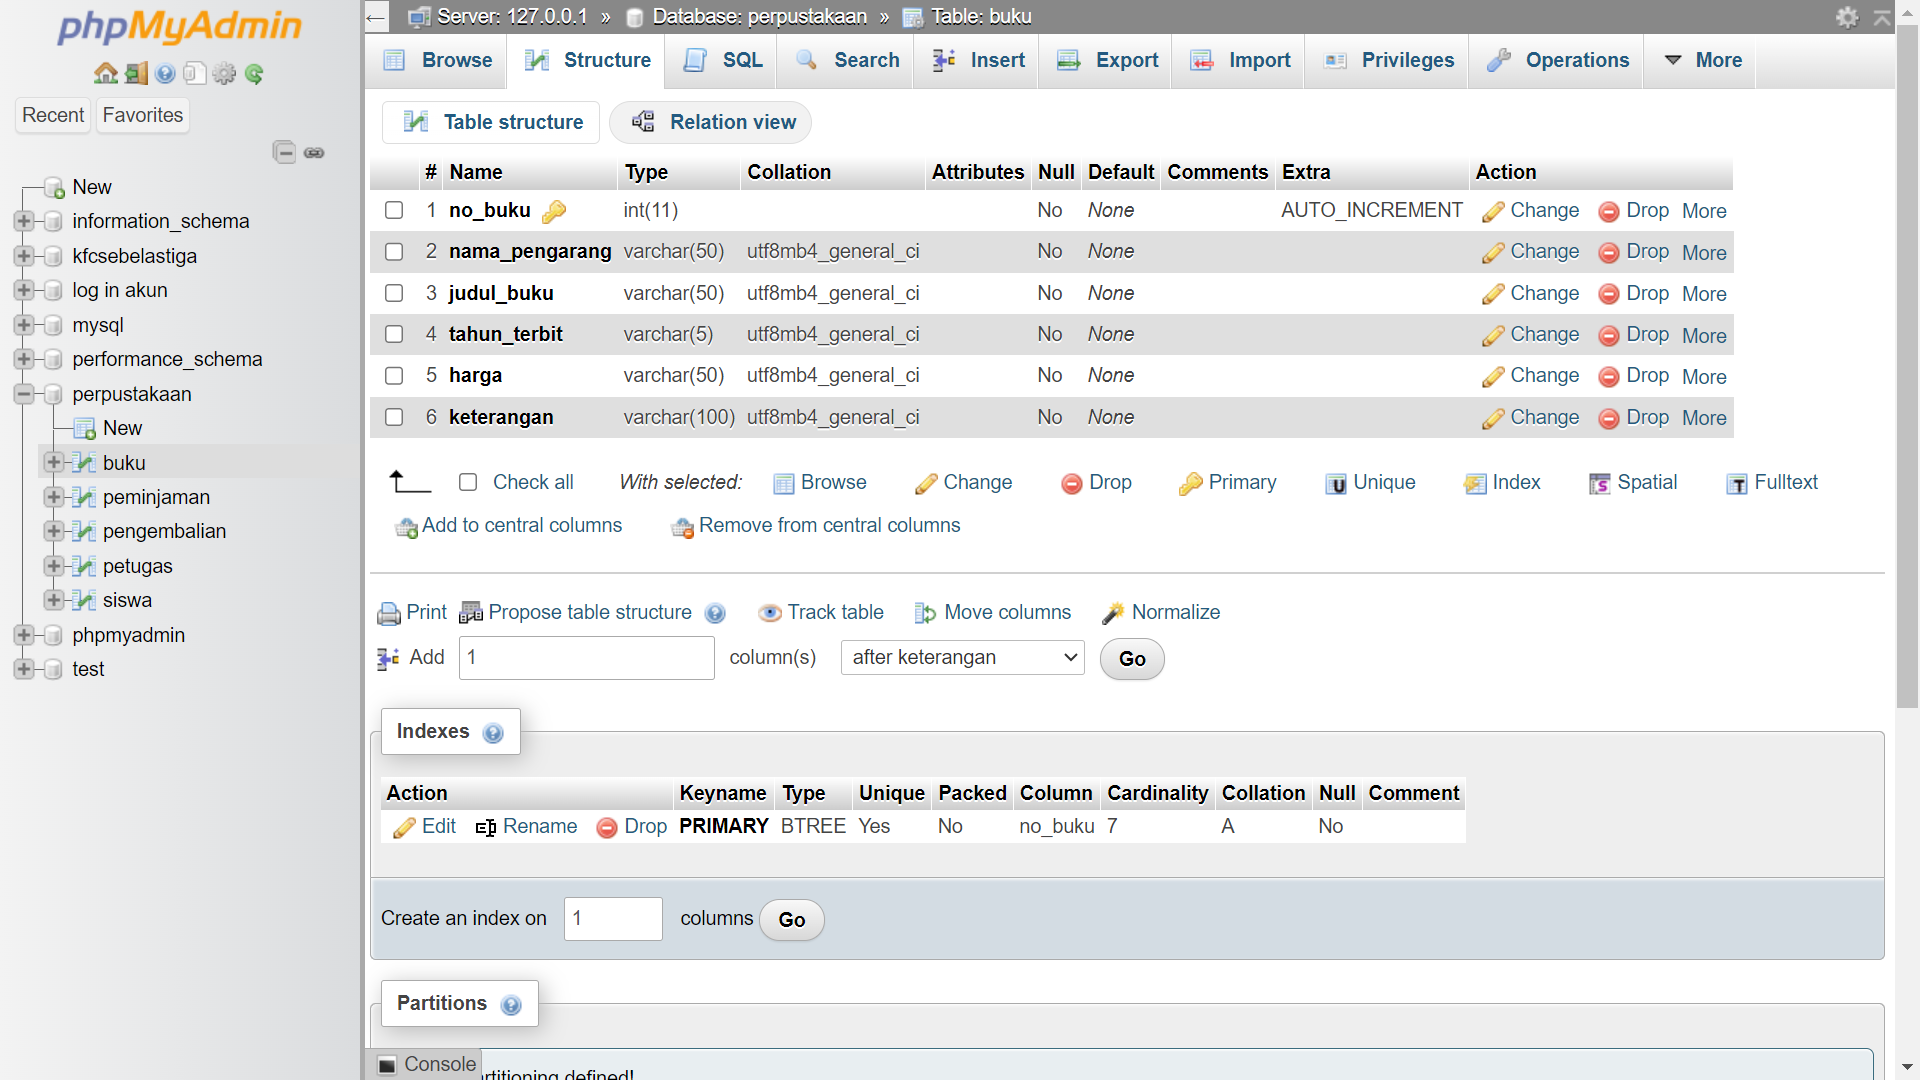 phpMyAdmin
Recent Favorites
New
information_schema
kfcsebelastiga
log in akun
mysql
performance_schema
perpustakaan
New
buku
peminjaman
pengembalian
petugas
siswa
phpmyadmin
test
Server: 127.0.0.1 » Database: perpustakaan » Table: buku
Browse Structure SQL Search Insert Export Import Privileges Operations More
Table structure Relation view
# Name Type Collation Attributes Null Default Comments Extra Action
1 no_buku int(11) No None AUTO_INCREMENT Change Drop More
2 nama_pengarang varchar(50) utf8mb4_general_ci No None Change Drop More
3 judul_buku varchar(50) utf8mb4_general_ci No None Change Drop More
4 tahun_terbit varchar(5) utf8mb4_general_ci No None Change Drop More
5 harga varchar(50) utf8mb4_general_ci No None Change Drop More
6 keterangan varchar(100) utf8mb4_general_ci No None Change Drop More
Check all With selected: Browse Change Drop Primary Unique Index Spatial Fulltext
Add to central columns Remove from central columns
Print Propose table structure Track table Move columns Normalize
Add 1 column(s) after keterangan Go
Indexes
Action Keyname Type Unique Packed Column Cardinality Collation Null Comment
Edit Rename Drop PRIMARY BTREE Yes No no_buku 7 A No
Create an index on 1 columns Go
Partitions
Console
rtitioning defined!